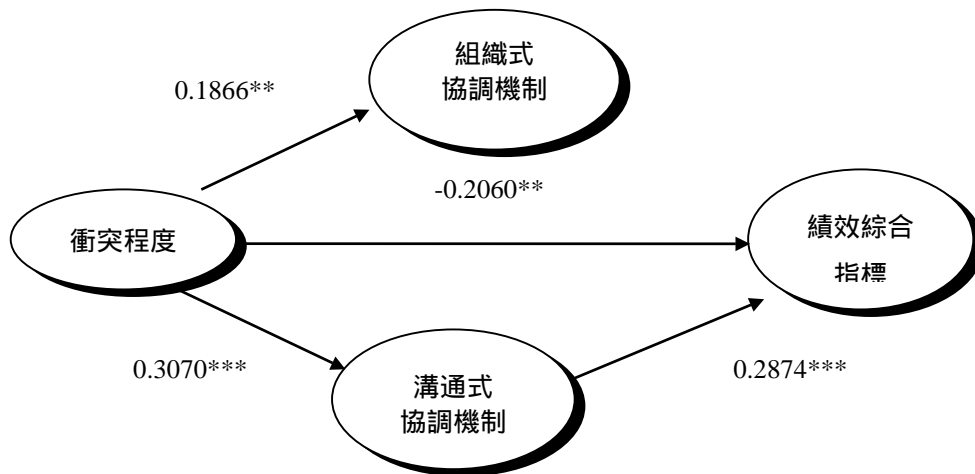 組織式
協調機制
0.1866**
-0.2060**
衝突程度
績效綜合
指標
0.3070***
溝通式
協調機制
0.2874***